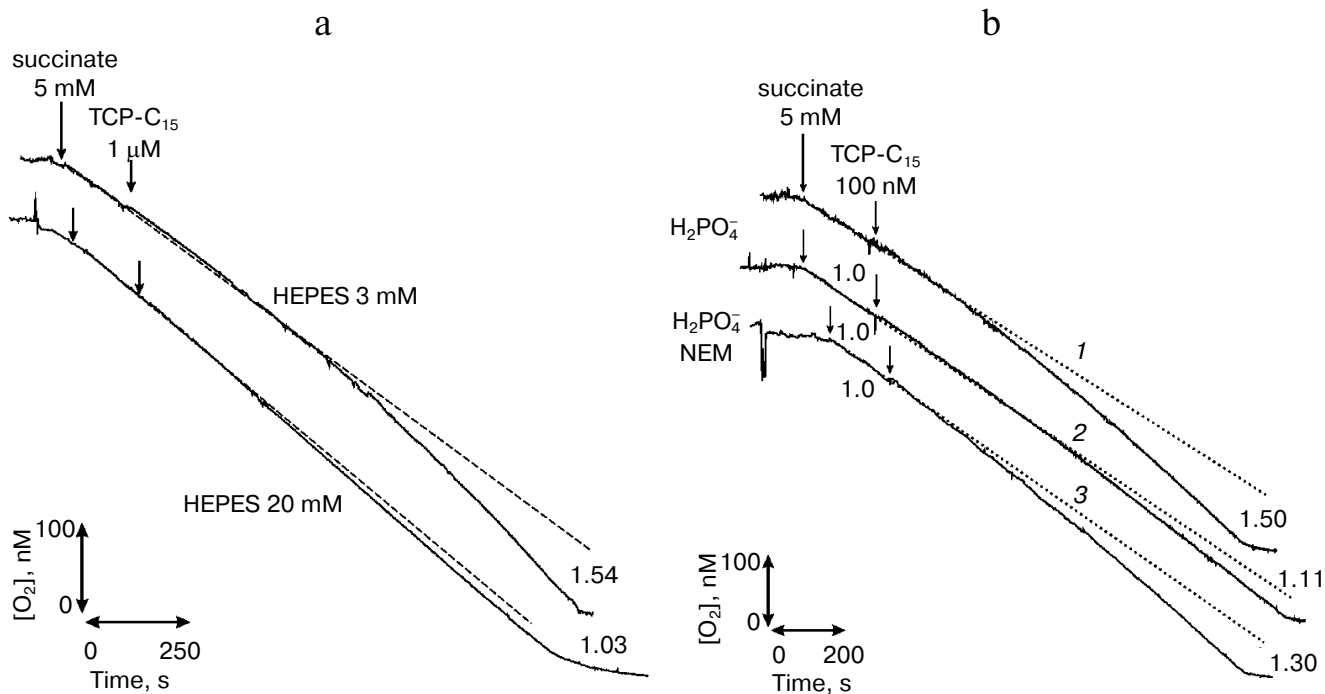 a
succinate
5 mM
TCP-C₁₅
1 μM
HEPES 3 mM
HEPES 20 mM
1.54
1.03
[O₂], nM
100
0
0 250
Time, s
b
succinate
5 mM
TCP-C₁₅
100 nM
H₂PO₄⁻
1.0
H₂PO₄⁻
NEM
1.0
1.0
1
2
3
1.50
1.11
1.30
[O₂], nM
100
0
0 200
Time, s